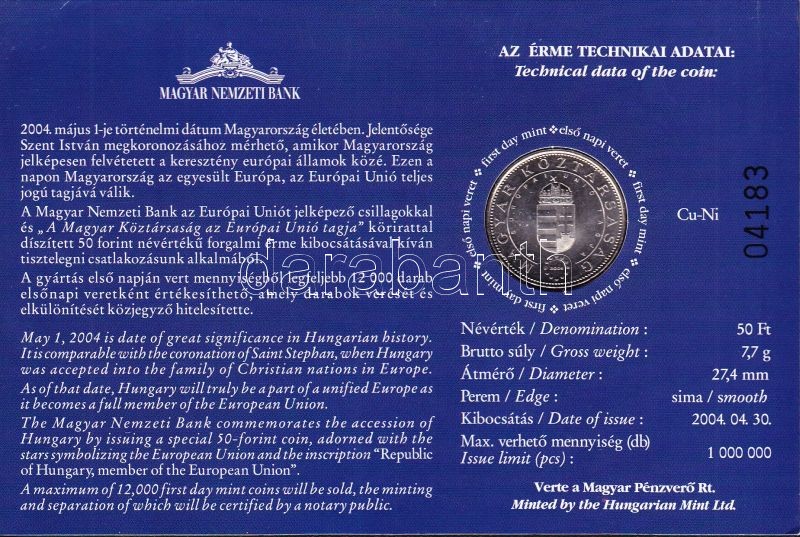 MAGYAR NEMZETI BANK
2004. május 1-je történelmi dátum Magyarország életében. Jelentősége
Szent István megkoronozásához mérhető, amikor Magyarország
jelképesen felvétetett a keresztény európai államok közé. Ezen a
napon Magyarország az egyesült Európa, az Európai Unió teljes
jogú tagjává válik.
A Magyar Nemzeti Bank az Európai Uniót jelképező csillagokkal
és „A Magyar Köztársaság az Európai Unió tagja” körirattal
díszített 50 forint névértékű forgalmi érme kibocsátásával kíván
tisztelegni csatlakozásunk alkalmából.
A gyártás első napján vert mennyiségből legfeljebb 12 000 darab
elsőnapi veretként értékesíthető, amely darabok verdését és
elkülönítését közjegyző hitelesítette.
May 1, 2004 is date of great significance in Hungarian history.
It is comparable with the coronation of Saint Stephan, when Hungary
was accepted into the family of Christian nations in Europe.
As of that date, Hungary will truly be a part of a unified Europe as
it becomes a full member of the European Union.
The Magyar Nemzeti Bank commemorates the accession of
Hungary by issuing a special 50-forint coin, adorned with the
stars symbolizing the European Union and the inscription “Republic
of Hungary, member of the European Union”.
A maximum of 12,000 first day mint coins will be sold, the minting
and separation of which will be certified by a notary public.
AZ ÉRME TECHNIKAI ADATAI:
Technical data of the coin:
first day mint ❖ első napi veret ❖ first day mint ❖ első napi veret ❖ first day mint ❖ első napi veret ❖
MAGYAR KÖZTÁRSASÁG
Cu-Ni
04183
Névérték / Denomination : 50 Ft
Brutto súly / Gross weight : 7,7 g
Átmérő / Diameter : 27,4 mm
Perem / Edge : sima / smooth
Kibocsátás / Date of issue : 2004. 04. 30.
Max. verhető mennyiség (db)
Issue limit (pcs) : 1 000 000
Verte a Magyar Pénzverő Rt.
Minted by the Hungarian Mint Ltd.
darabanth